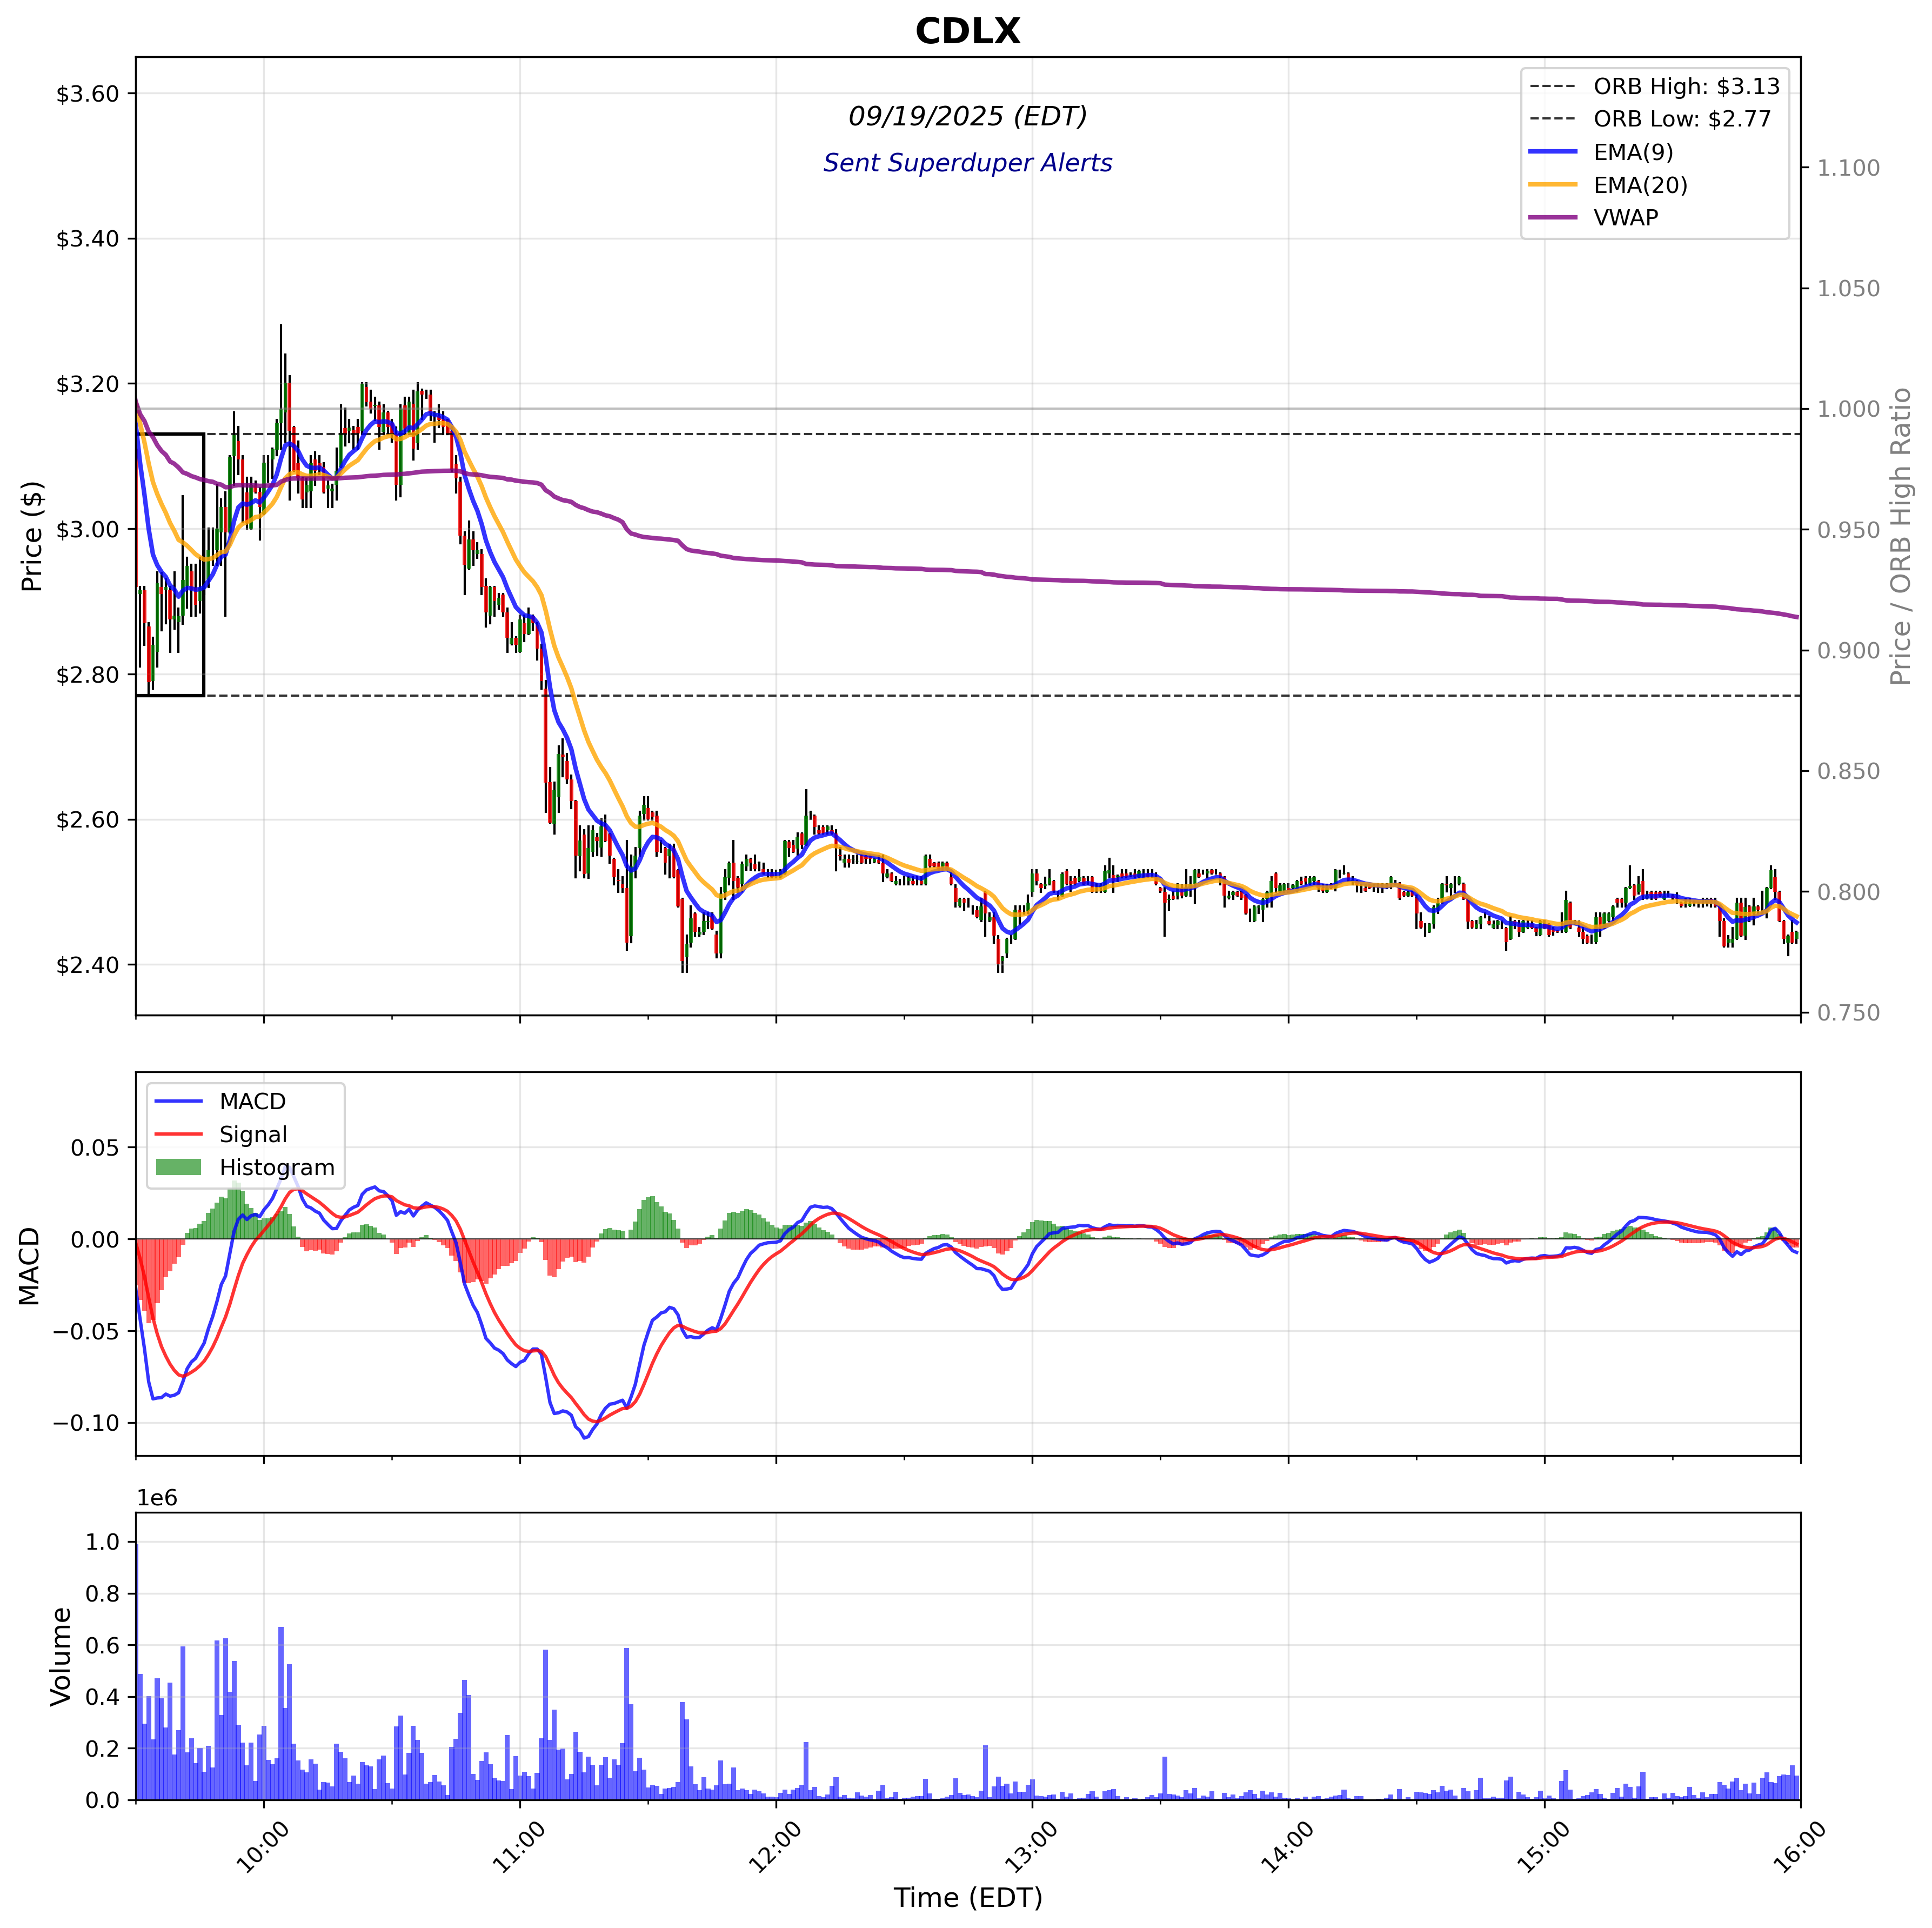 CDLX
09/19/2025 (EDT)
Sent Superduper Alerts
ORB High: $3.13
ORB Low: $2.77
EMA(9)
EMA(20)
VWAP
Price ($)
$3.60
$3.40
$3.20
$3.00
$2.80
$2.60
$2.40
Price / ORB High Ratio
1.100
1.050
1.000
0.950
0.900
0.850
0.800
0.750
MACD
Signal
Histogram
MACD
0.05
0.00
−0.05
−0.10
1e6
Volume
1.0
0.8
0.6
0.4
0.2
0.0
10:00
11:00
12:00
13:00
14:00
15:00
16:00
Time (EDT)